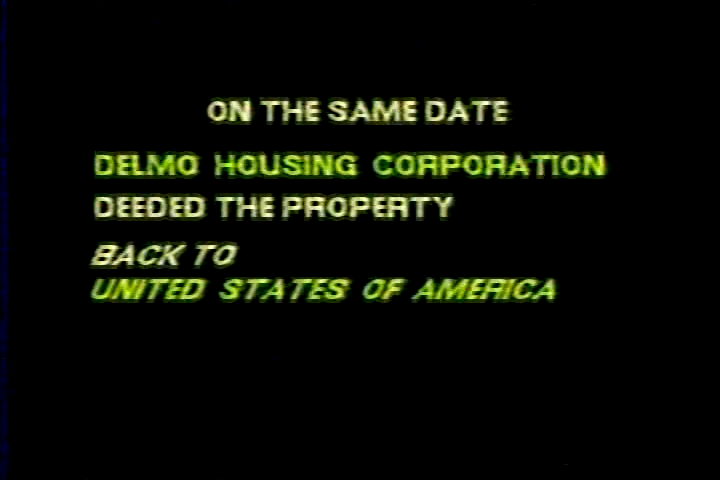 ON THE SAME DATE
DELMO HOUSING CORPORATION
DEEDED THE PROPERTY
BACK TO
UNITED STATES OF AMERICA